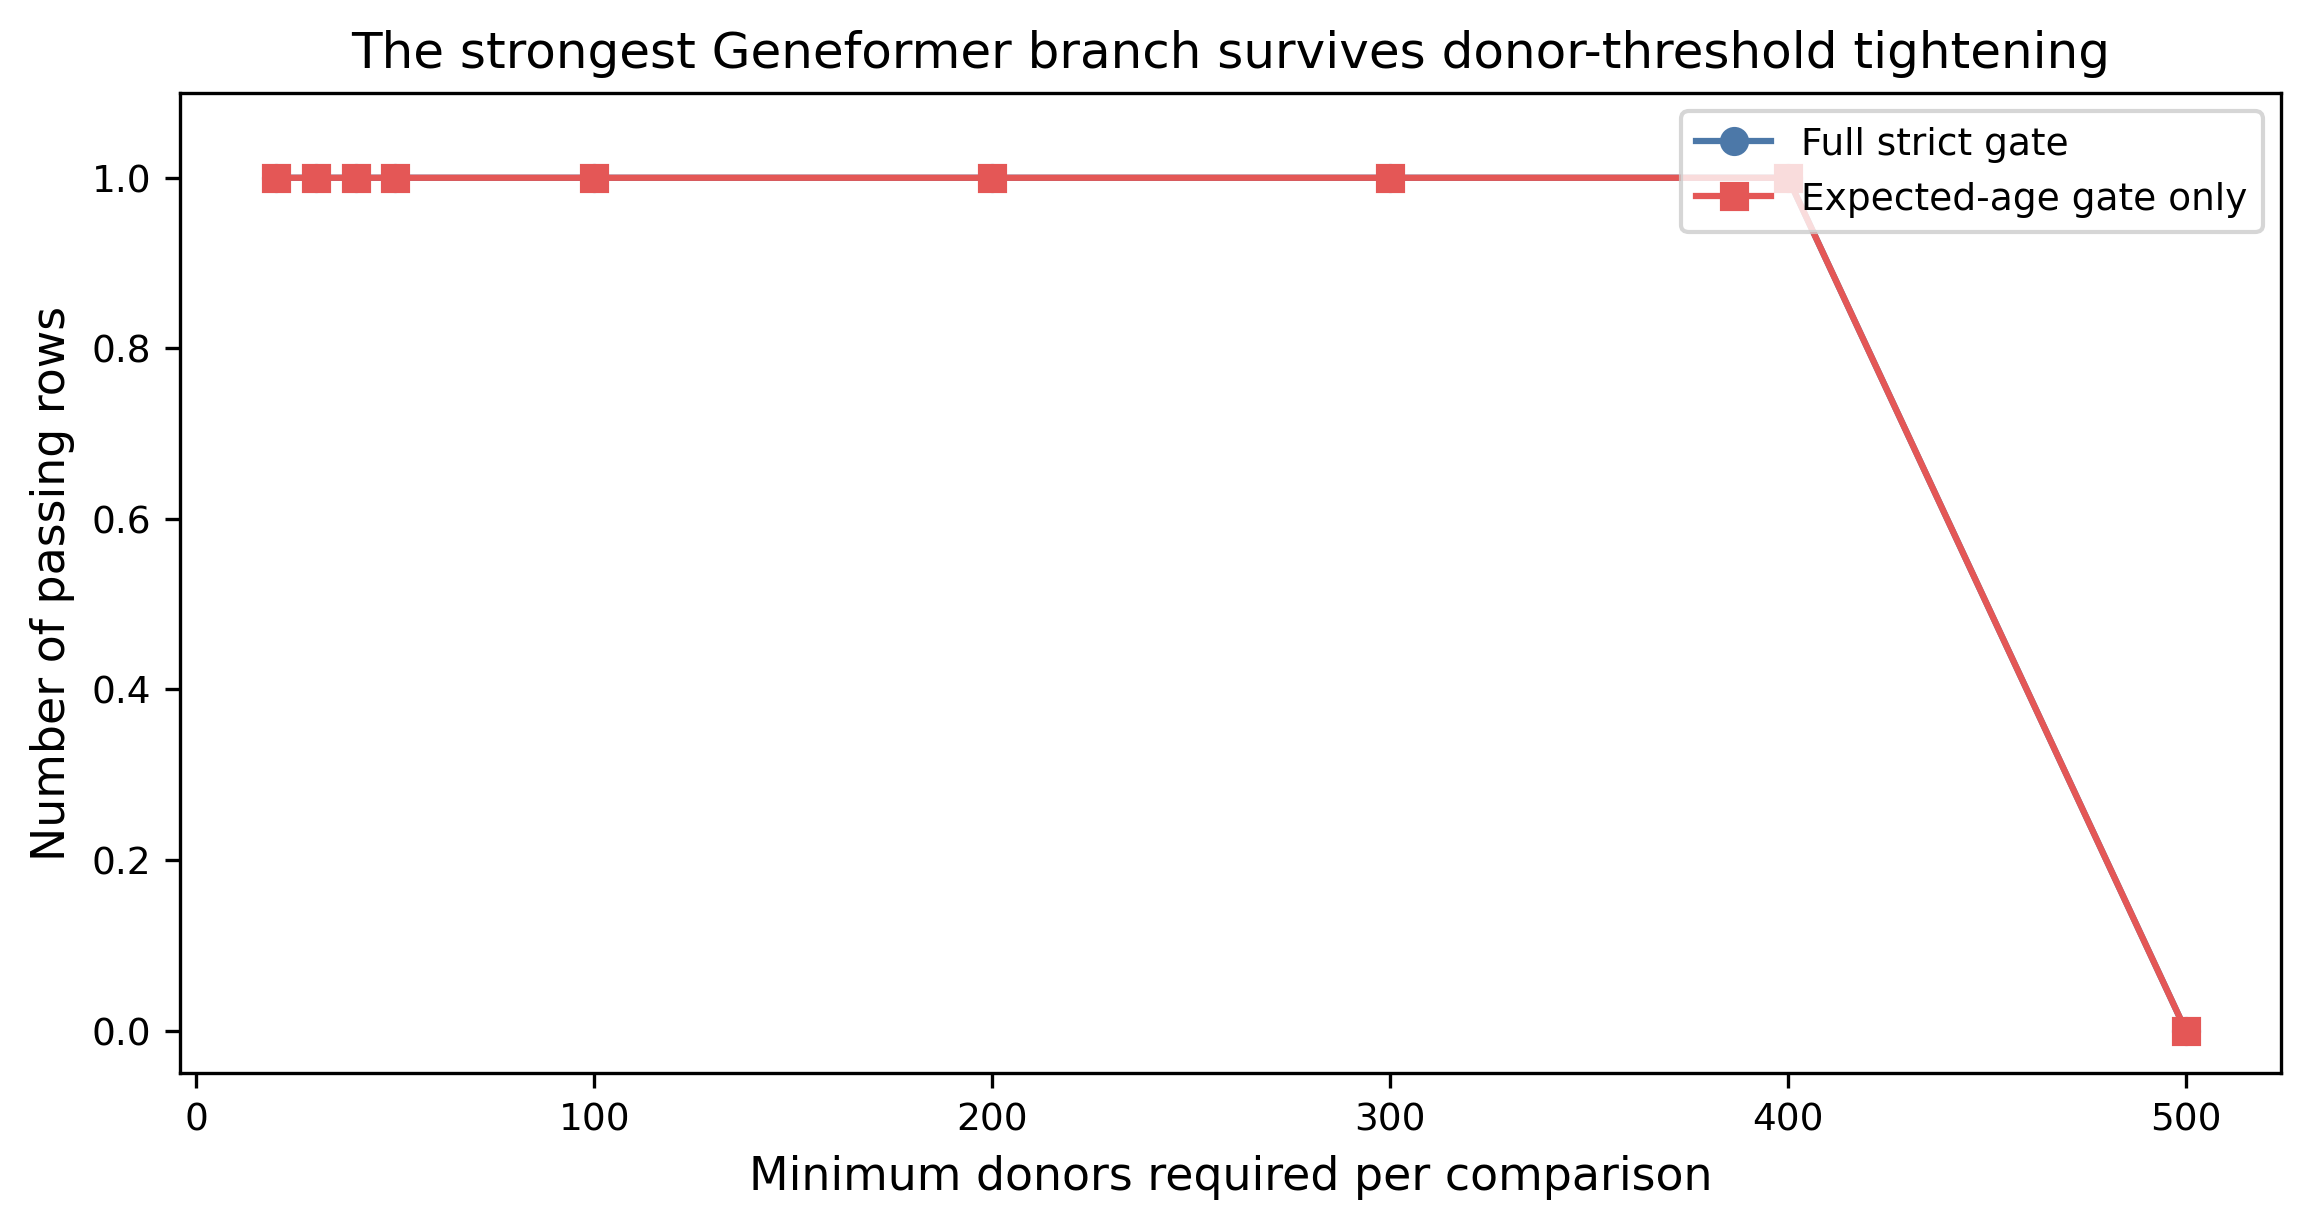 The strongest Geneformer branch survives donor-threshold tightening
Full strict gate
Expected-age gate only
Number of passing rows
1.0
0.8
0.6
0.4
0.2
0.0
0 100 200 300 400 500
Minimum donors required per comparison